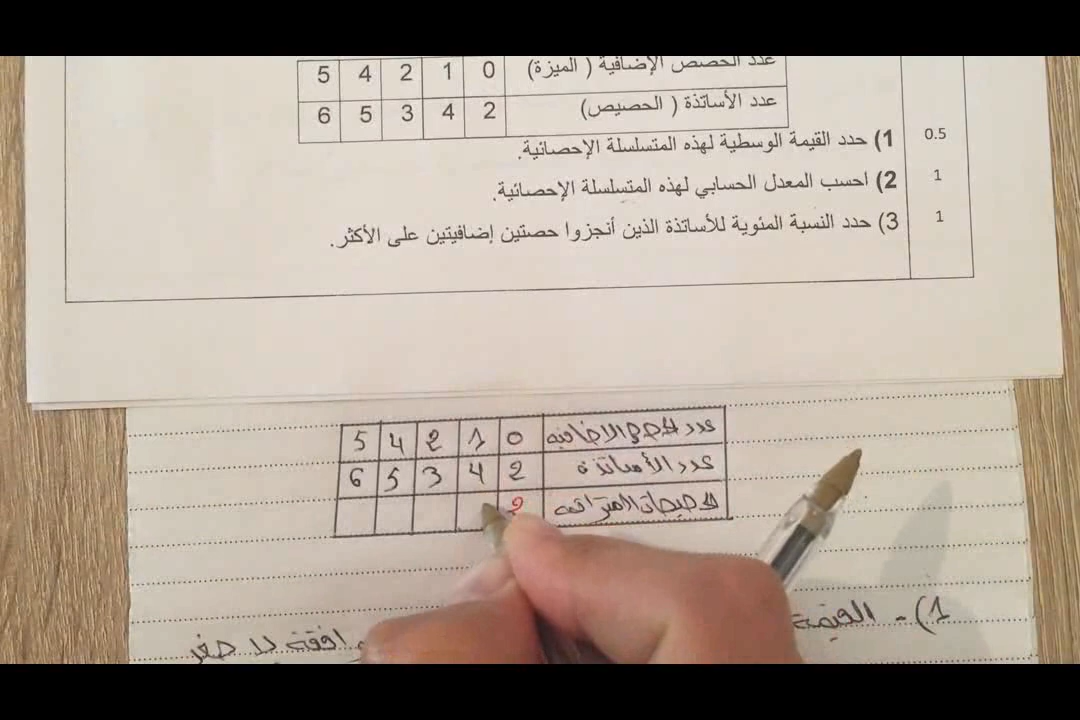 عدد الحصص الإضافية ( الميزة) 0 1 2 4 5
عدد الأساتذة ( الحصيص) 2 4 3 5 6
1) حدد القيمة الوسطية لهذه المتسلسلة الإحصائية. 0.5
2) احسب المعدل الحسابي لهذه المتسلسلة الإحصائية. 1
3) حدد النسبة المئوية للأساتذة الذين أنجزوا حصتين إضافيتين على الأكثر. 1
عدد الحصص الاضافية 0 1 2 4 5
عدد الأساتذة 2 4 3 5 6
الحصيصات المتراكمة 2
1)- القيمة